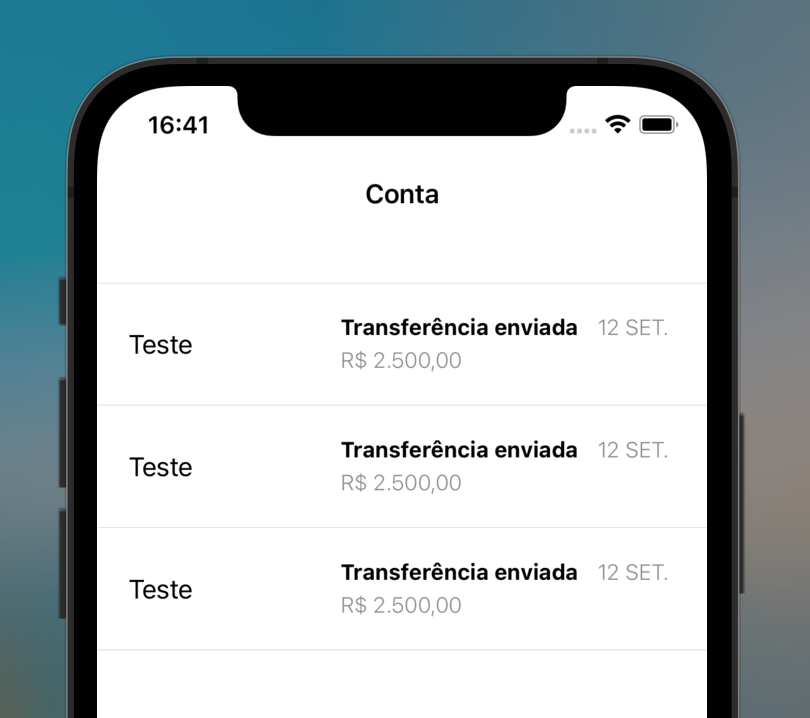 16:41
Conta
Teste
Transferência enviada 12 SET.
R$ 2.500,00
Teste
Transferência enviada 12 SET.
R$ 2.500,00
Teste
Transferência enviada 12 SET.
R$ 2.500,00